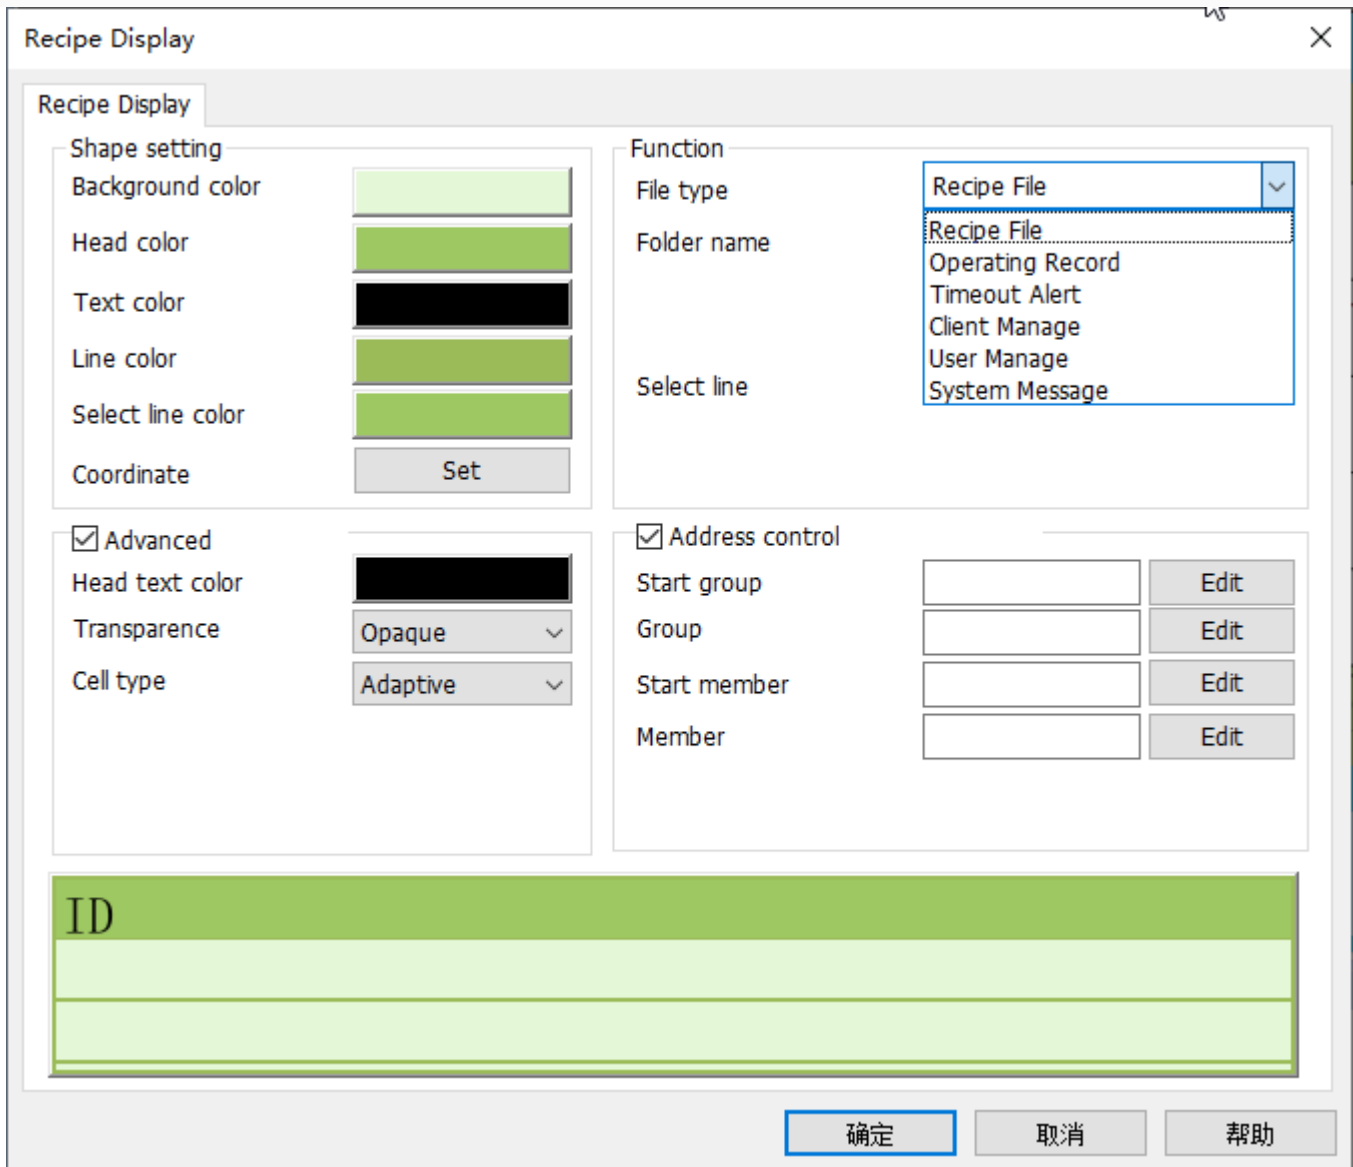 Recipe Display
Recipe Display
Shape setting
Background color
Head color
Text color
Line color
Select line color
Coordinate
Set
Function
File type
Recipe File
Recipe File
Operating Record
Timeout Alert
Client Manage
User Manage
System Message
Folder name
Select line
Advanced
Head text color
Transparence
Opaque
Cell type
Adaptive
Address control
Start group
Edit
Group
Edit
Start member
Edit
Member
Edit
ID
确定
取消
帮助